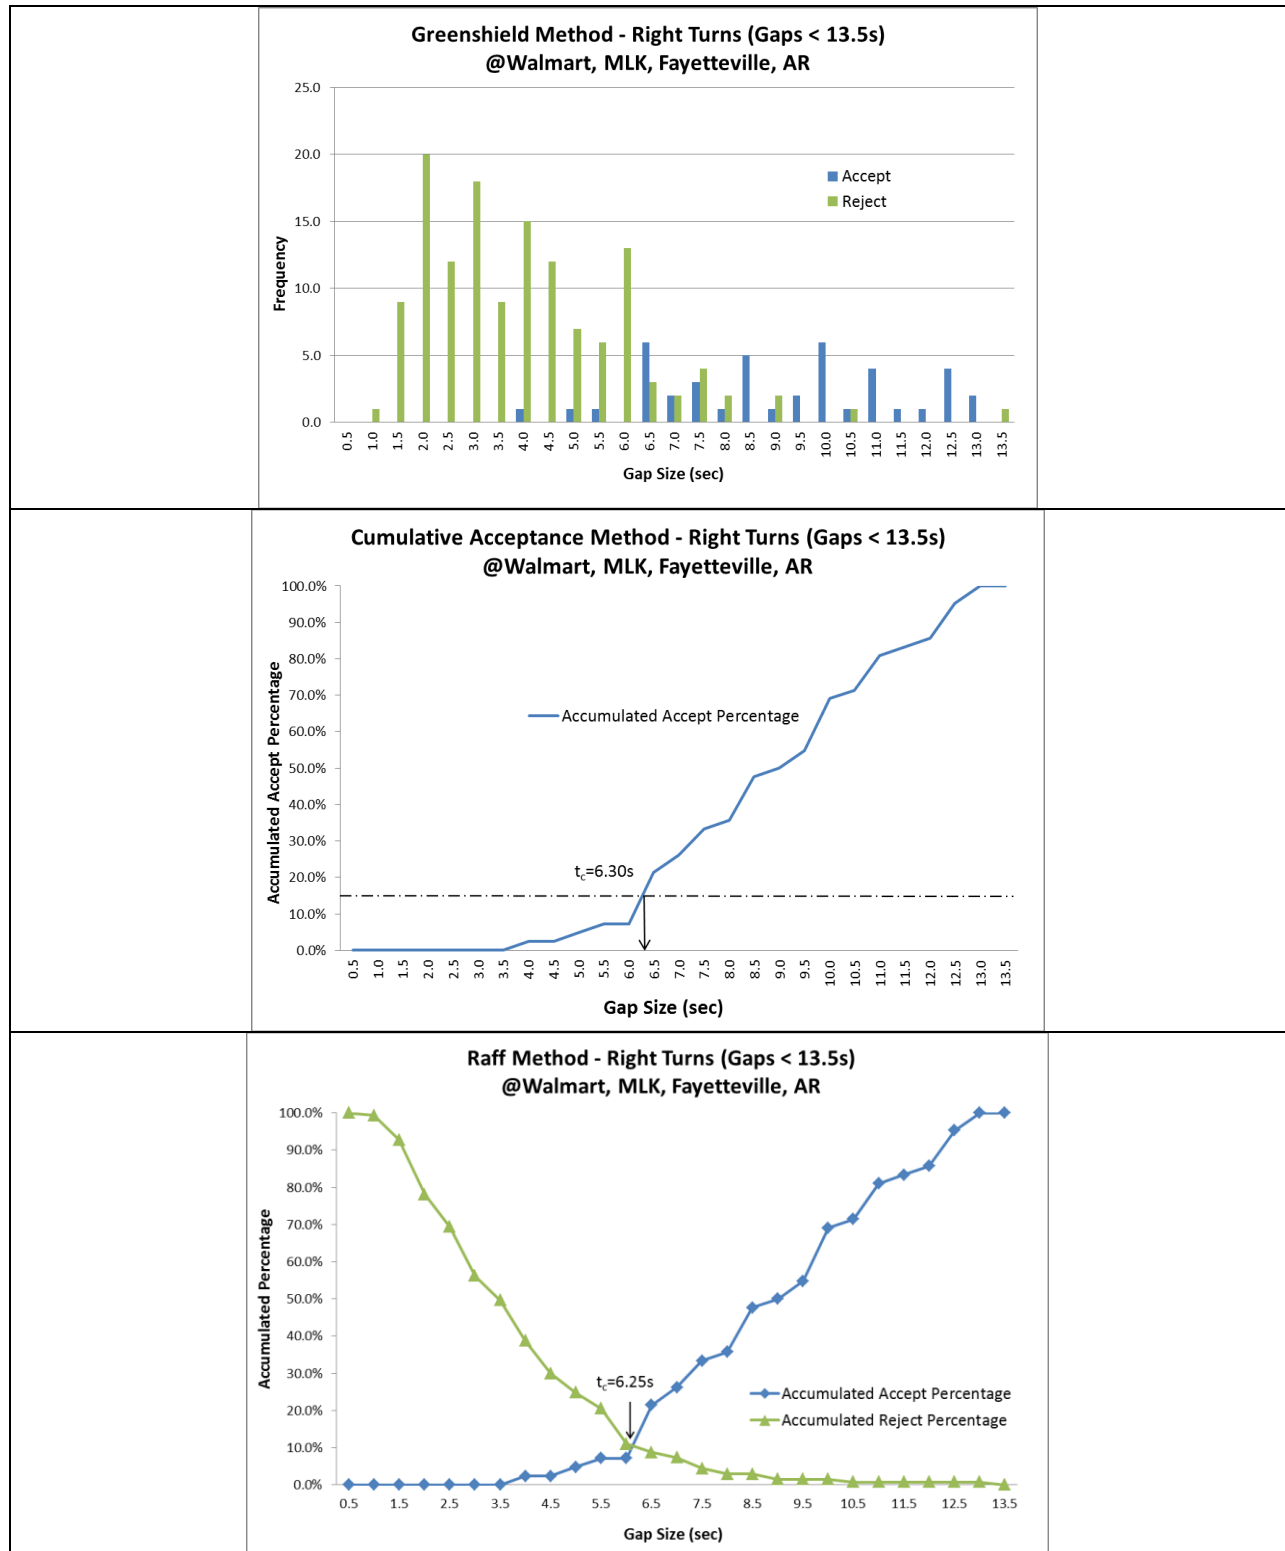 Greenshield Method - Right Turns (Gaps < 13.5s)
@Walmart, MLK, Fayetteville, AR
25.0
20.0
15.0
10.0
5.0
0.0
Frequency
Accept
Reject
0.5 1.0 1.5 2.0 2.5 3.0 3.5 4.0 4.5 5.0 5.5 6.0 6.5 7.0 7.5 8.0 8.5 9.0 9.5 10.0 10.5 11.0 11.5 12.0 12.5 13.0 13.5
Gap Size (sec)
Cumulative Acceptance Method - Right Turns (Gaps < 13.5s)
@Walmart, MLK, Fayetteville, AR
100.0%
90.0%
80.0%
70.0%
60.0%
50.0%
40.0%
30.0%
20.0%
10.0%
0.0%
Accumulated Accept Percentage
Accumulated Accept Percentage
tc=6.30s
0.5 1.0 1.5 2.0 2.5 3.0 3.5 4.0 4.5 5.0 5.5 6.0 6.5 7.0 7.5 8.0 8.5 9.0 9.5 10.0 10.5 11.0 11.5 12.0 12.5 13.0 13.5
Gap Size (sec)
Raff Method - Right Turns (Gaps < 13.5s)
@Walmart, MLK, Fayetteville, AR
100.0%
90.0%
80.0%
70.0%
60.0%
50.0%
40.0%
30.0%
20.0%
10.0%
0.0%
Accumulated Percentage
tc=6.25s
Accumulated Accept Percentage
Accumulated Reject Percentage
0.5 1.5 2.5 3.5 4.5 5.5 6.5 7.5 8.5 9.5 10.5 11.5 12.5 13.5
Gap Size (sec)